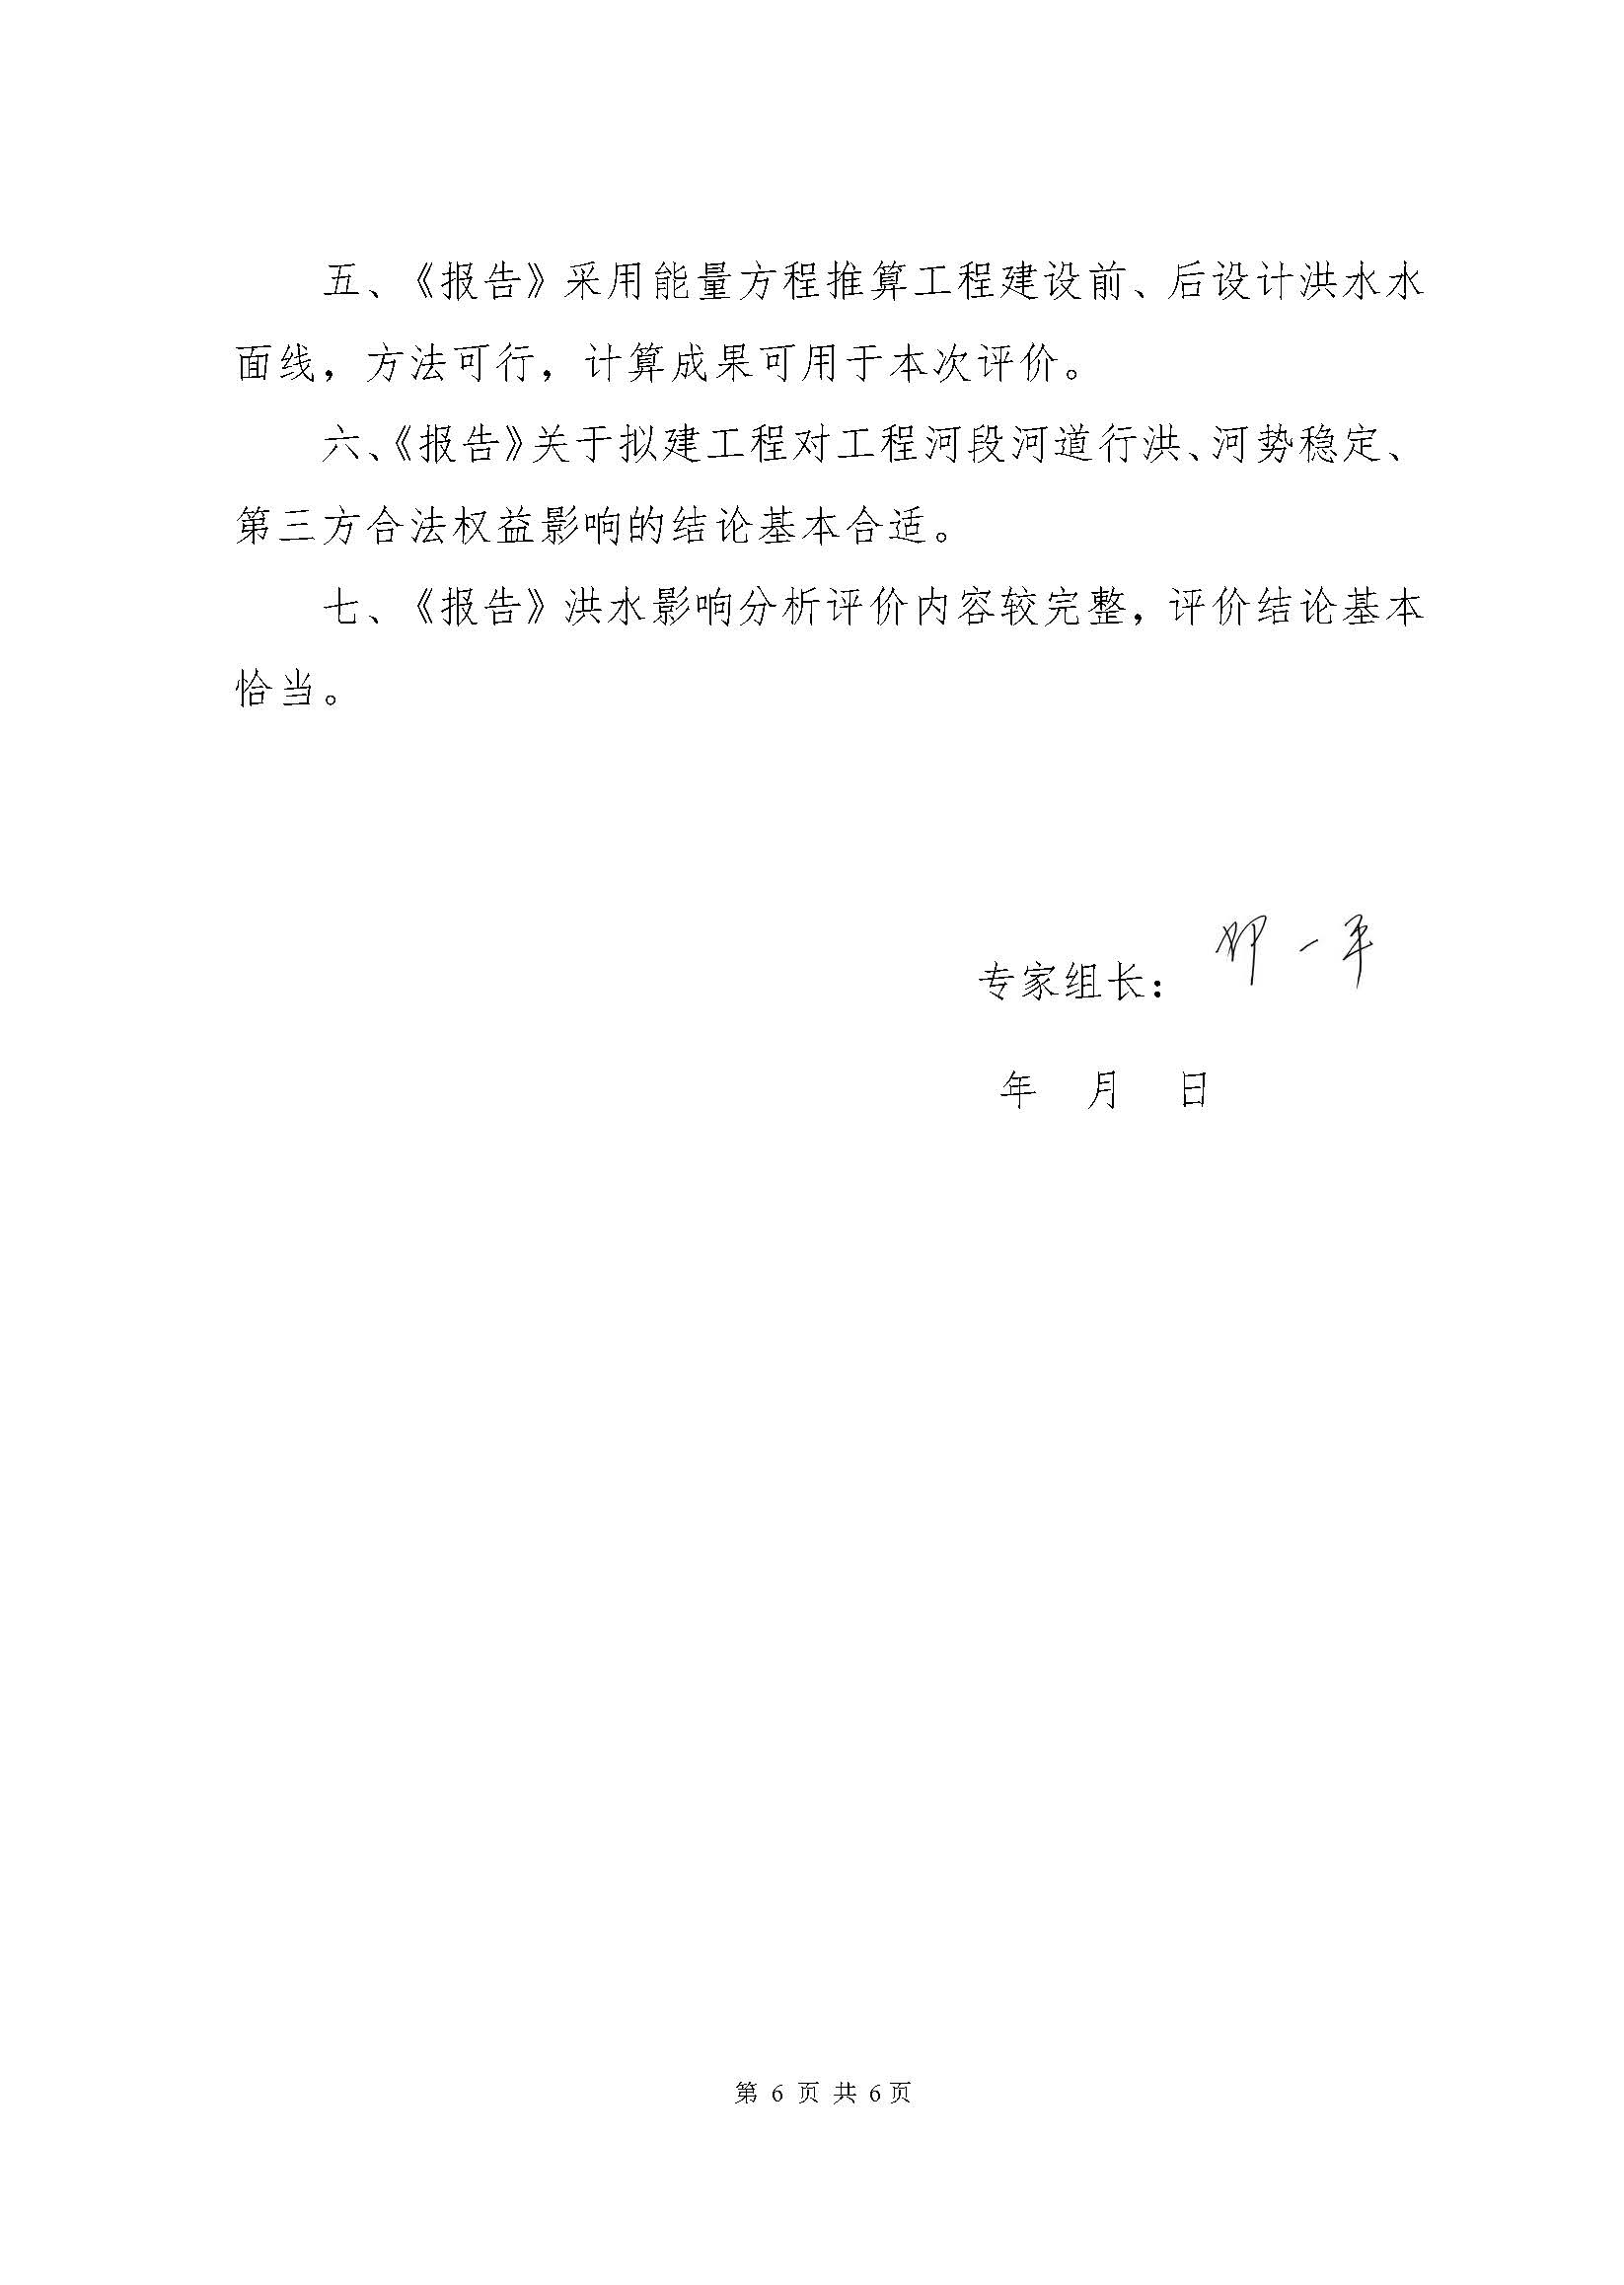 五、《报告》采用能量方程推算工程建设前、后设计洪水水
面线，方法可行，计算成果可用于本次评价。
六、《报告》关于拟建工程对工程河段河道行洪、河势稳定、
第三方合法权益影响的结论基本合适。
七、《报告》洪水影响分析评价内容较完整，评价结论基本
恰当。
专家组长： 一平
年 月 日
第 6 页 共 6页